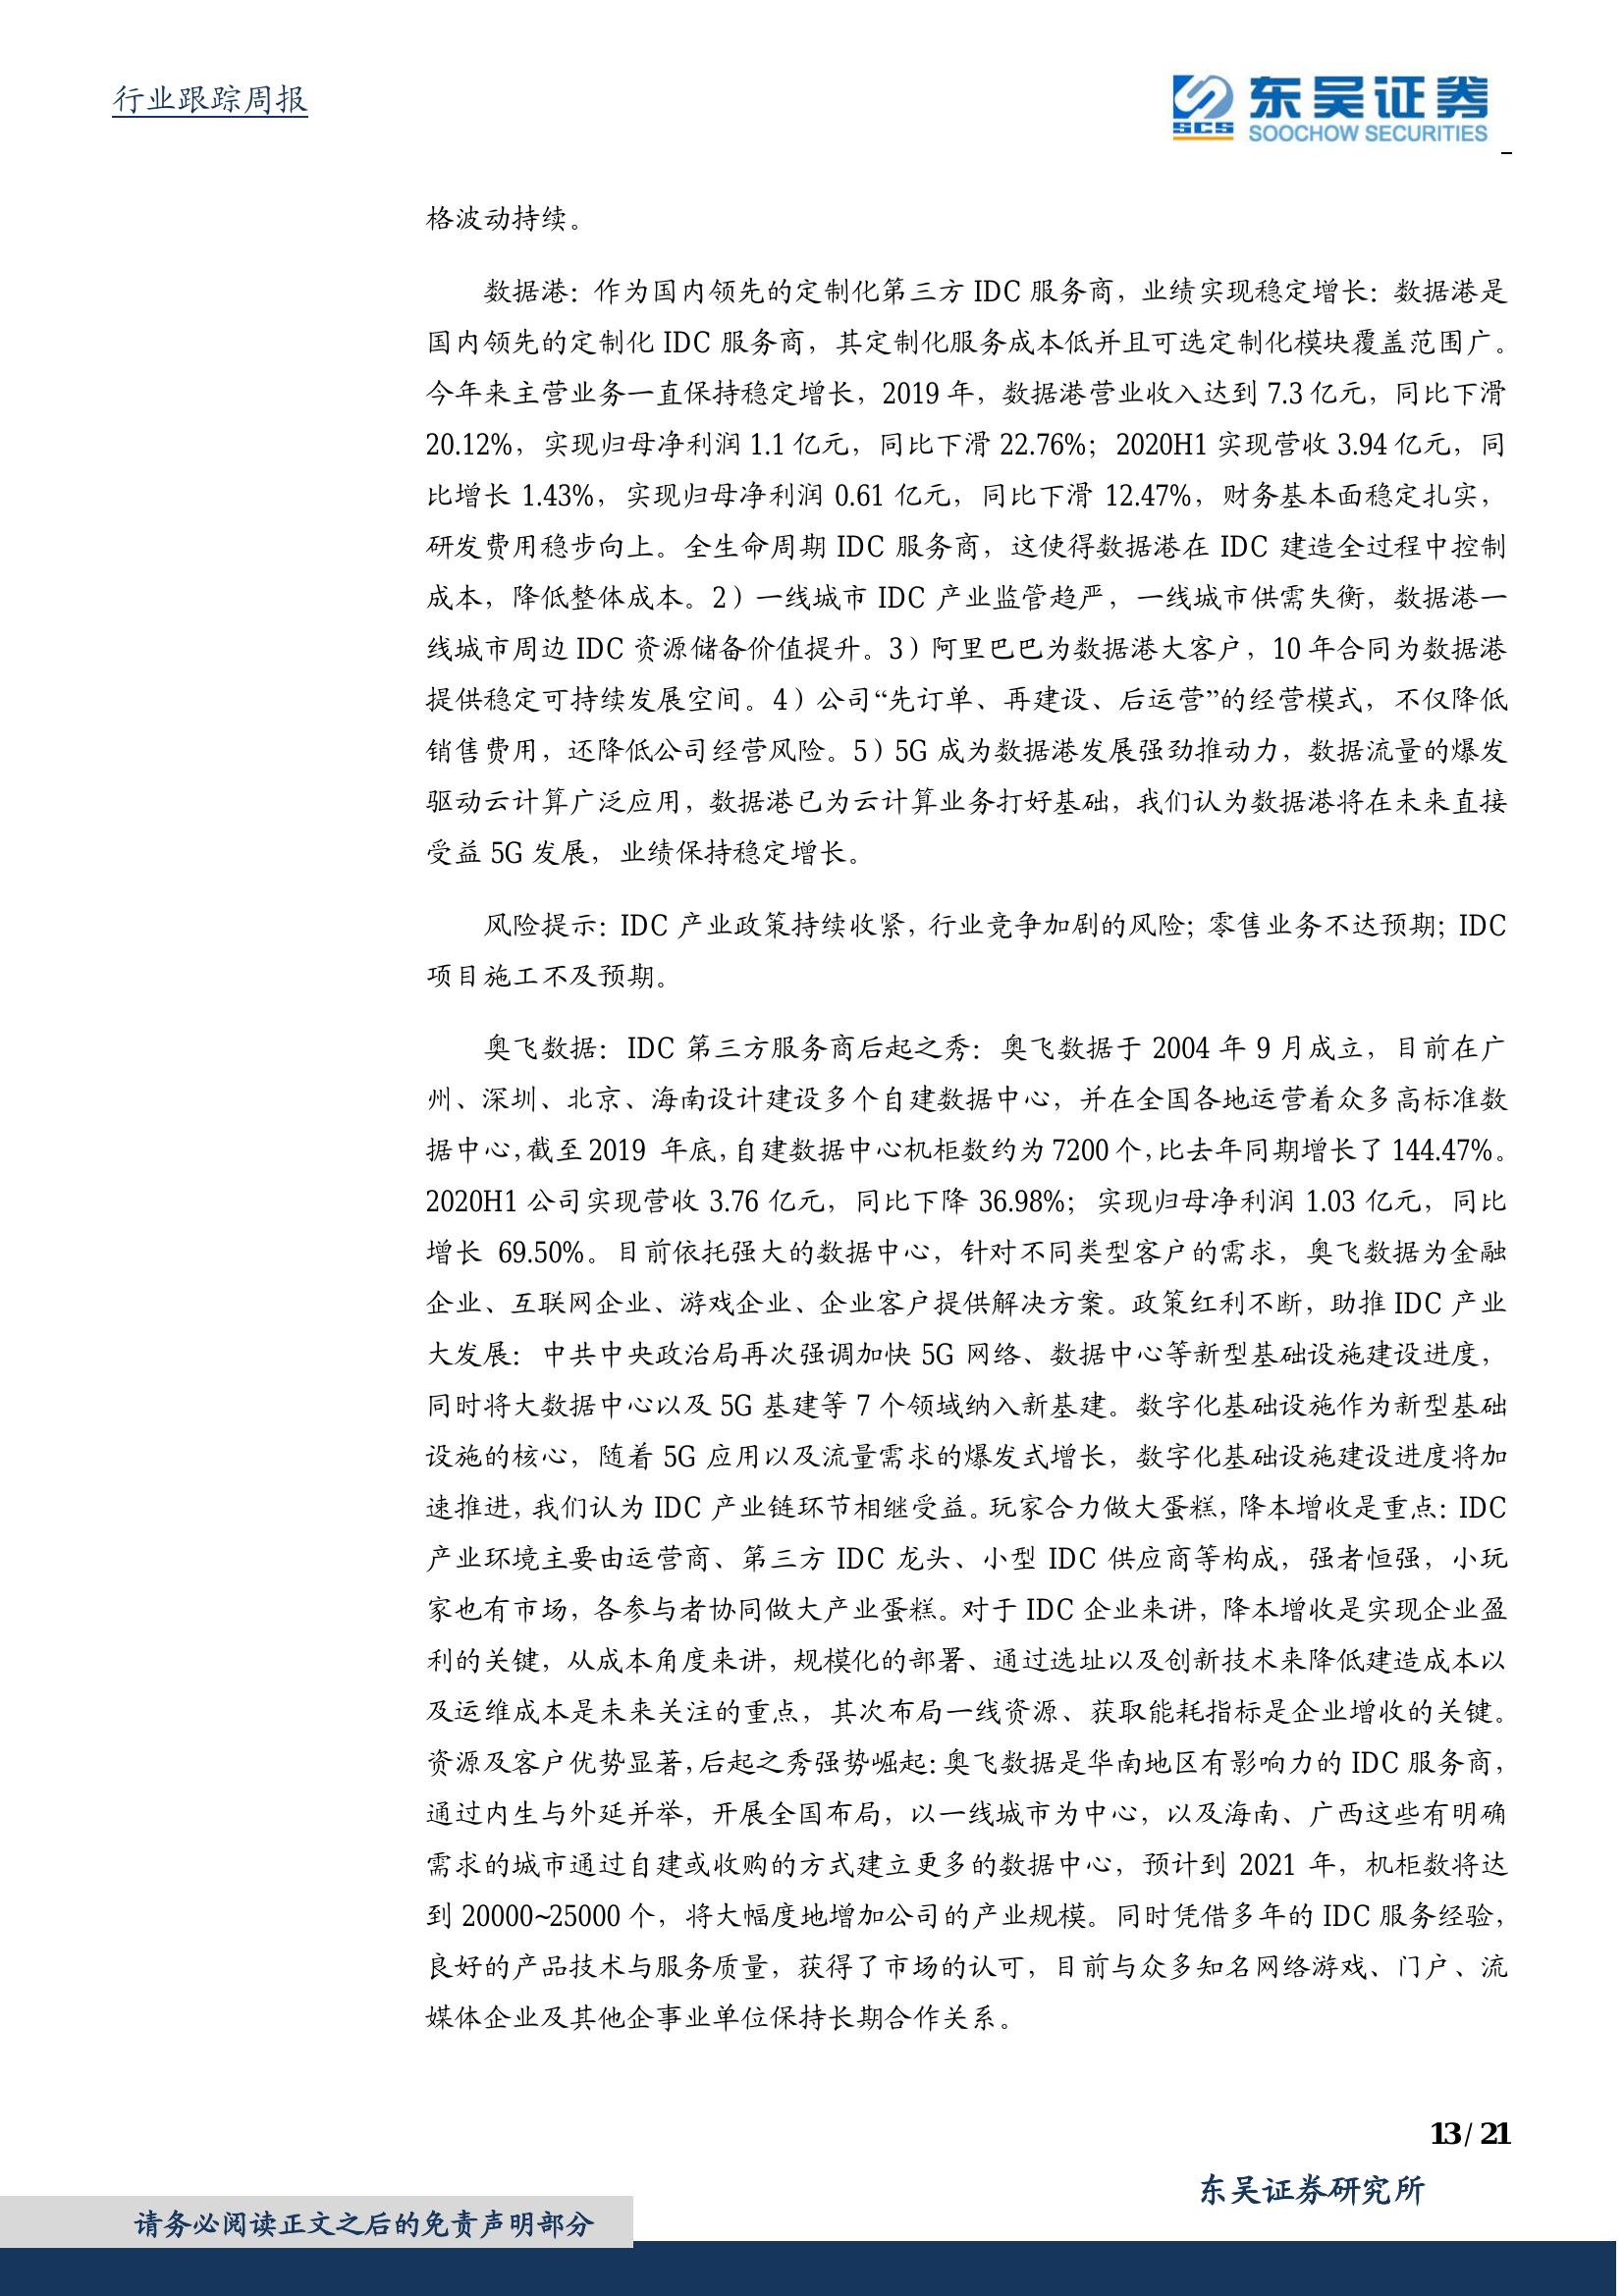 行业跟踪周报
SCS 东吴证券
SOOCHOW SECURITIES
格波动持续。
数据港：作为国内领先的定制化第三方 IDC 服务商，业绩实现稳定增长：数据港是
国内领先的定制化 IDC 服务商，其定制化服务成本低并且可选定制化模块覆盖范围广。
今年来主营业务一直保持稳定增长，2019 年，数据港营业收入达到 7.3 亿元，同比下滑
20.12%，实现归母净利润 1.1 亿元，同比下滑 22.76%；2020H1 实现营收 3.94 亿元，同
比增长 1.43%，实现归母净利润 0.61 亿元，同比下滑 12.47%，财务基本面稳定扎实，
研发费用稳步向上。全生命周期 IDC 服务商，这使得数据港在 IDC 建造全过程中控制
成本，降低整体成本。2）一线城市 IDC 产业监管趋严，一线城市供需失衡，数据港一
线城市周边 IDC 资源储备价值提升。3）阿里巴巴为数据港大客户，10 年合同为数据港
提供稳定可持续发展空间。4）公司“先订单、再建设、后运营”的经营模式，不仅降低
销售费用，还降低公司经营风险。5）5G 成为数据港发展强劲推动力，数据流量的爆发
驱动云计算广泛应用，数据港已为云计算业务打好基础，我们认为数据港将在未来直接
受益 5G 发展，业绩保持稳定增长。
风险提示：IDC 产业政策持续收紧，行业竞争加剧的风险；零售业务不达预期；IDC
项目施工不及预期。
奥飞数据：IDC 第三方服务商后起之秀：奥飞数据于 2004 年 9 月成立，目前在广
州、深圳、北京、海南设计建设多个自建数据中心，并在全国各地运营着众多高标准数
据中心，截至 2019 年底，自建数据中心机柜数约为 7200 个，比去年同期增长了 144.47%。
2020H1 公司实现营收 3.76 亿元，同比下降 36.98%；实现归母净利润 1.03 亿元，同比
增长 69.50%。目前依托强大的数据中心，针对不同类型客户的需求，奥飞数据为金融
企业、互联网企业、游戏企业、企业客户提供解决方案。政策红利不断，助推 IDC 产业
大发展：中共中央政治局再次强调加快 5G 网络、数据中心等新型基础设施建设进度，
同时将大数据中心以及 5G 基建等 7 个领域纳入新基建。数字化基础设施作为新型基础
设施的核心，随着 5G 应用以及流量需求的爆发式增长，数字化基础设施建设进度将加
速推进，我们认为 IDC 产业链环节相继受益。玩家合力做大蛋糕，降本增收是重点：IDC
产业环境主要由运营商、第三方 IDC 龙头、小型 IDC 供应商等构成，强者恒强，小玩
家也有市场，各参与者协同做大产业蛋糕。对于 IDC 企业来讲，降本增收是实现企业盈
利的关键，从成本角度来讲，规模化的部署、通过选址以及创新技术来降低建造成本以
及运维成本是未来关注的重点，其次布局一线资源、获取能耗指标是企业增收的关键。
资源及客户优势显著，后起之秀强势崛起：奥飞数据是华南地区有影响力的 IDC 服务商，
通过内生与外延并举，开展全国布局，以一线城市为中心，以及海南、广西这些有明确
需求的城市通过自建或收购的方式建立更多的数据中心，预计到 2021 年，机柜数将达
到 20000~25000 个，将大幅度地增加公司的产业规模。同时凭借多年的 IDC 服务经验，
良好的产品技术与服务质量，获得了市场的认可，目前与众多知名网络游戏、门户、流
媒体企业及其他企事业单位保持长期合作关系。
13 / 21
东吴证券研究所
请务必阅读正文之后的免责声明部分